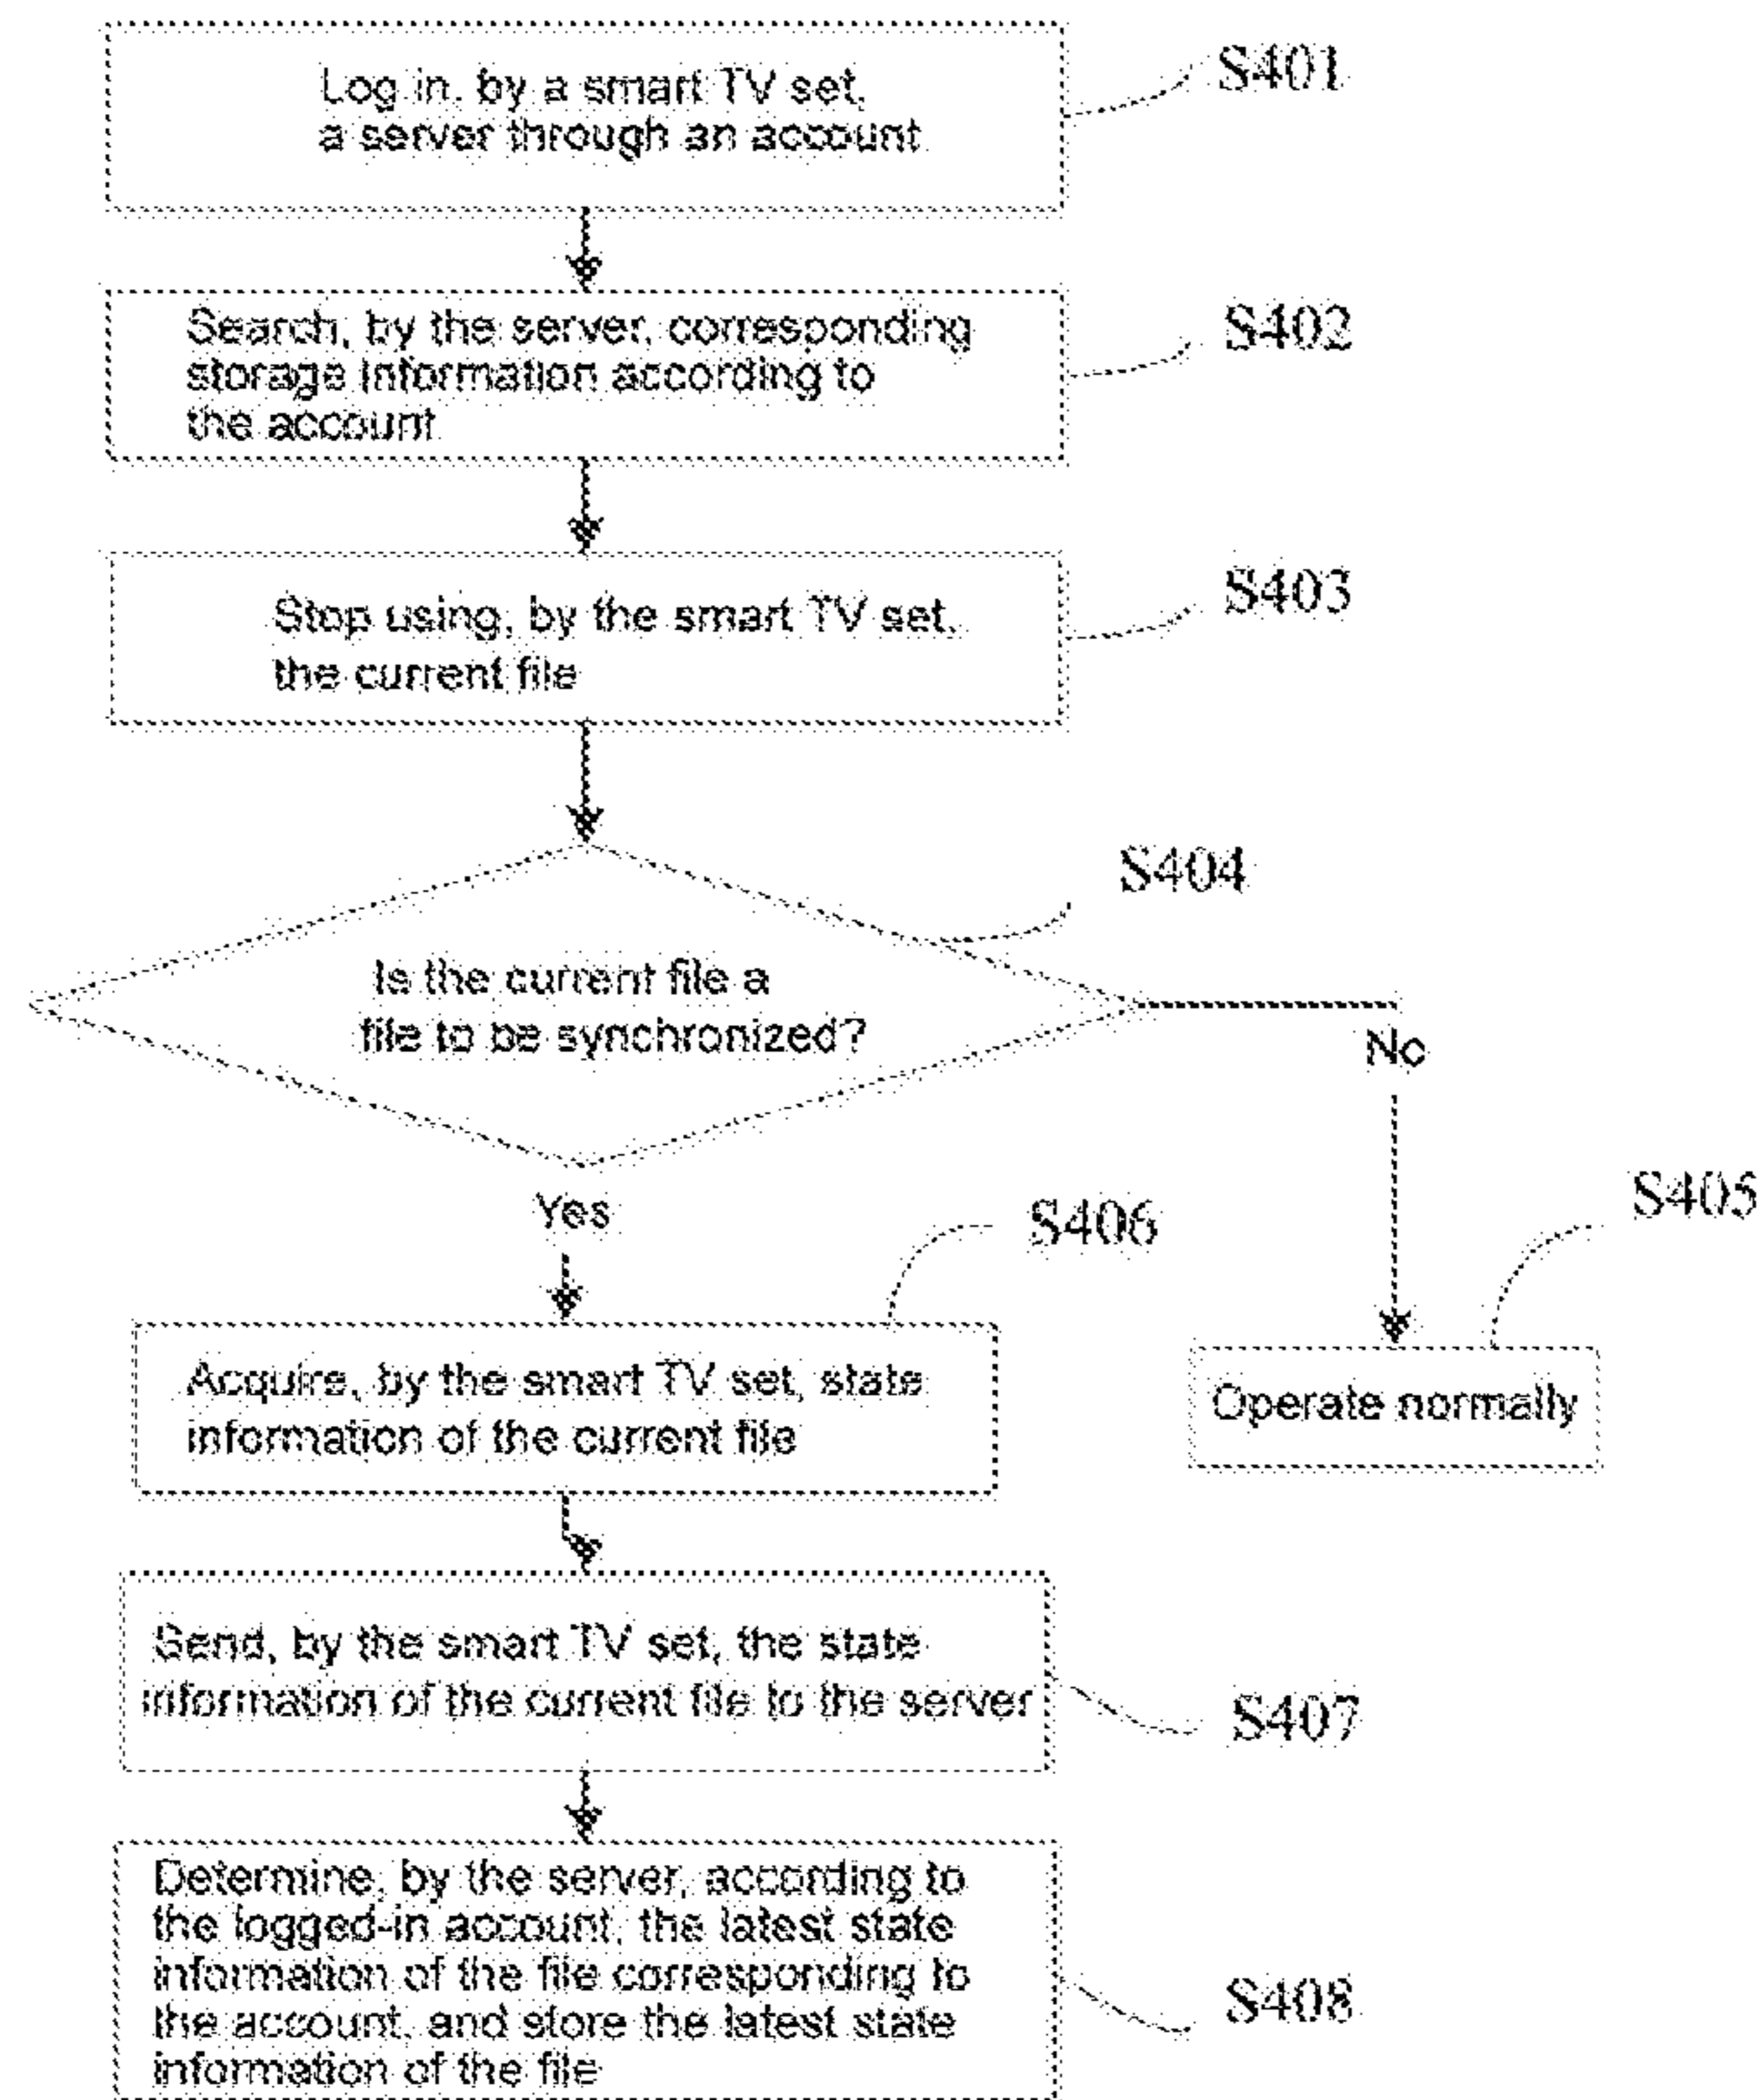 Log in, by a smart TV set,
a server through an account
S401
Search, by the server, corresponding
storage information according to
the account
S402
Stop using, by the smart TV set,
the current file
S403
S404
Is the current file a
file to be synchronized?
No
Yes
S406
S405
Acquire, by the smart TV set, state
information of the current file
Operate normally
Send, by the smart TV set, the state
information of the current file to the server
S407
Determine, by the server, according to
the logged-in account, the latest state
information of the file corresponding to
the account, and store the latest state
information of the file
S408